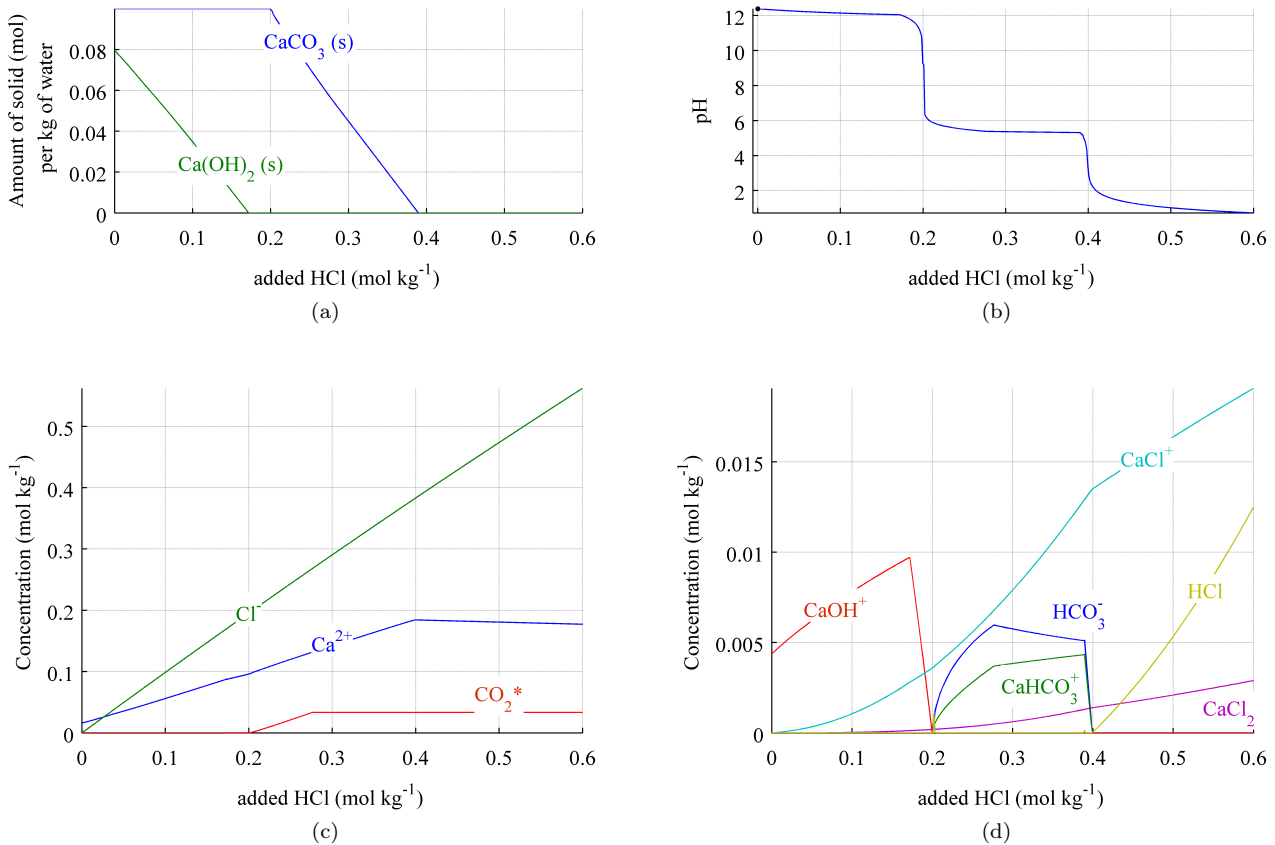 Amount of solid (mol)
per kg of water
0.08
0.06
0.04
0.02
0
CaCO3 (s)
Ca(OH)2 (s)
0 0.1 0.2 0.3 0.4 0.5 0.6
added HCl (mol kg-1)
(a)
pH
12
10
8
6
4
2
0 0.1 0.2 0.3 0.4 0.5 0.6
added HCl (mol kg-1)
(b)
Concentration (mol kg-1)
0.5
0.4
0.3
0.2
0.1
0
Cl-
Ca2+
CO2*
0 0.1 0.2 0.3 0.4 0.5 0.6
added HCl (mol kg-1)
(c)
Concentration (mol kg-1)
0.015
0.01
0.005
0
CaCl+
CaOH+
HCO3-
HCl
CaHCO3+
CaCl2
0 0.1 0.2 0.3 0.4 0.5 0.6
added HCl (mol kg-1)
(d)